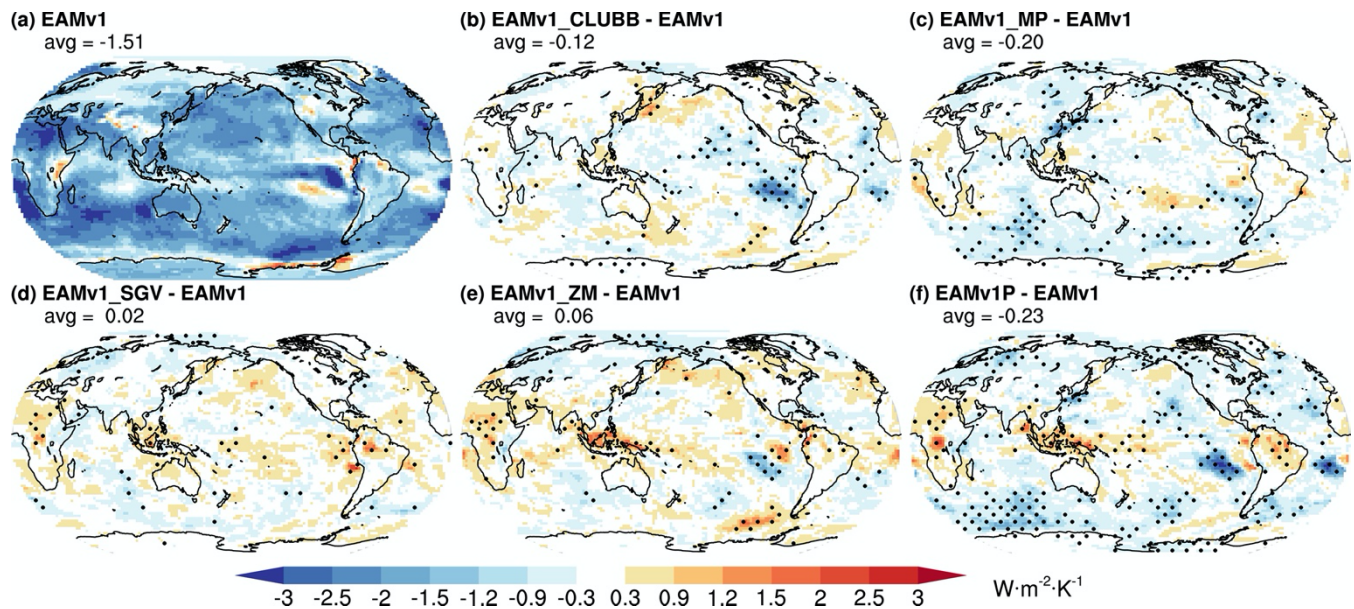 (a) EAMv1
avg = -1.51
(b) EAMv1_CLUBB - EAMv1
avg = -0.12
(c) EAMv1_MP - EAMv1
avg = -0.20
(d) EAMv1_SGV - EAMv1
avg = 0.02
(e) EAMv1_ZM - EAMv1
avg = 0.06
(f) EAMv1P - EAMv1
avg = -0.23
-3 -2.5 -2 -1.5 -1.2 -0.9 -0.3 0.3 0.9 1.2 1.5 2 2.5 3 W·m⁻²·K⁻¹